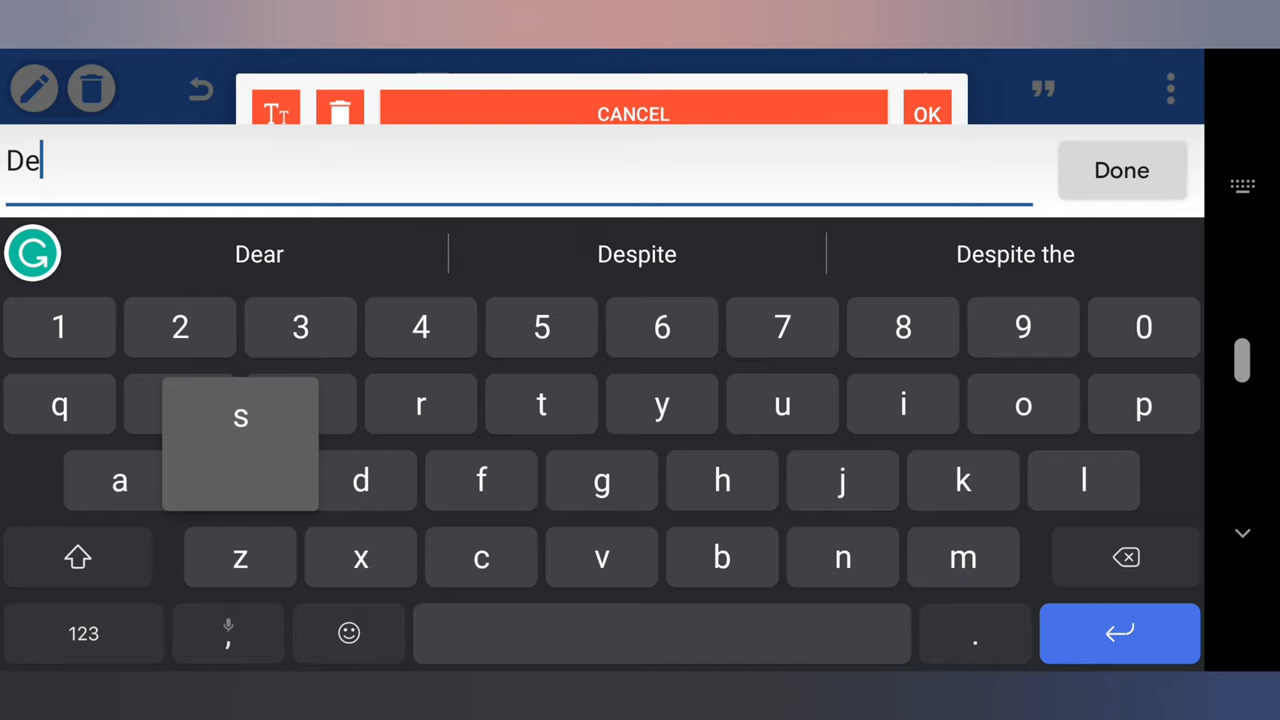 TT
CANCEL
OK
De
Done
G
Dear
Despite
Despite the
1 2 3 4 5 6 7 8 9 0
q r t y u i o p
s
a d f g h j k l
z x c v b n m
123 , .